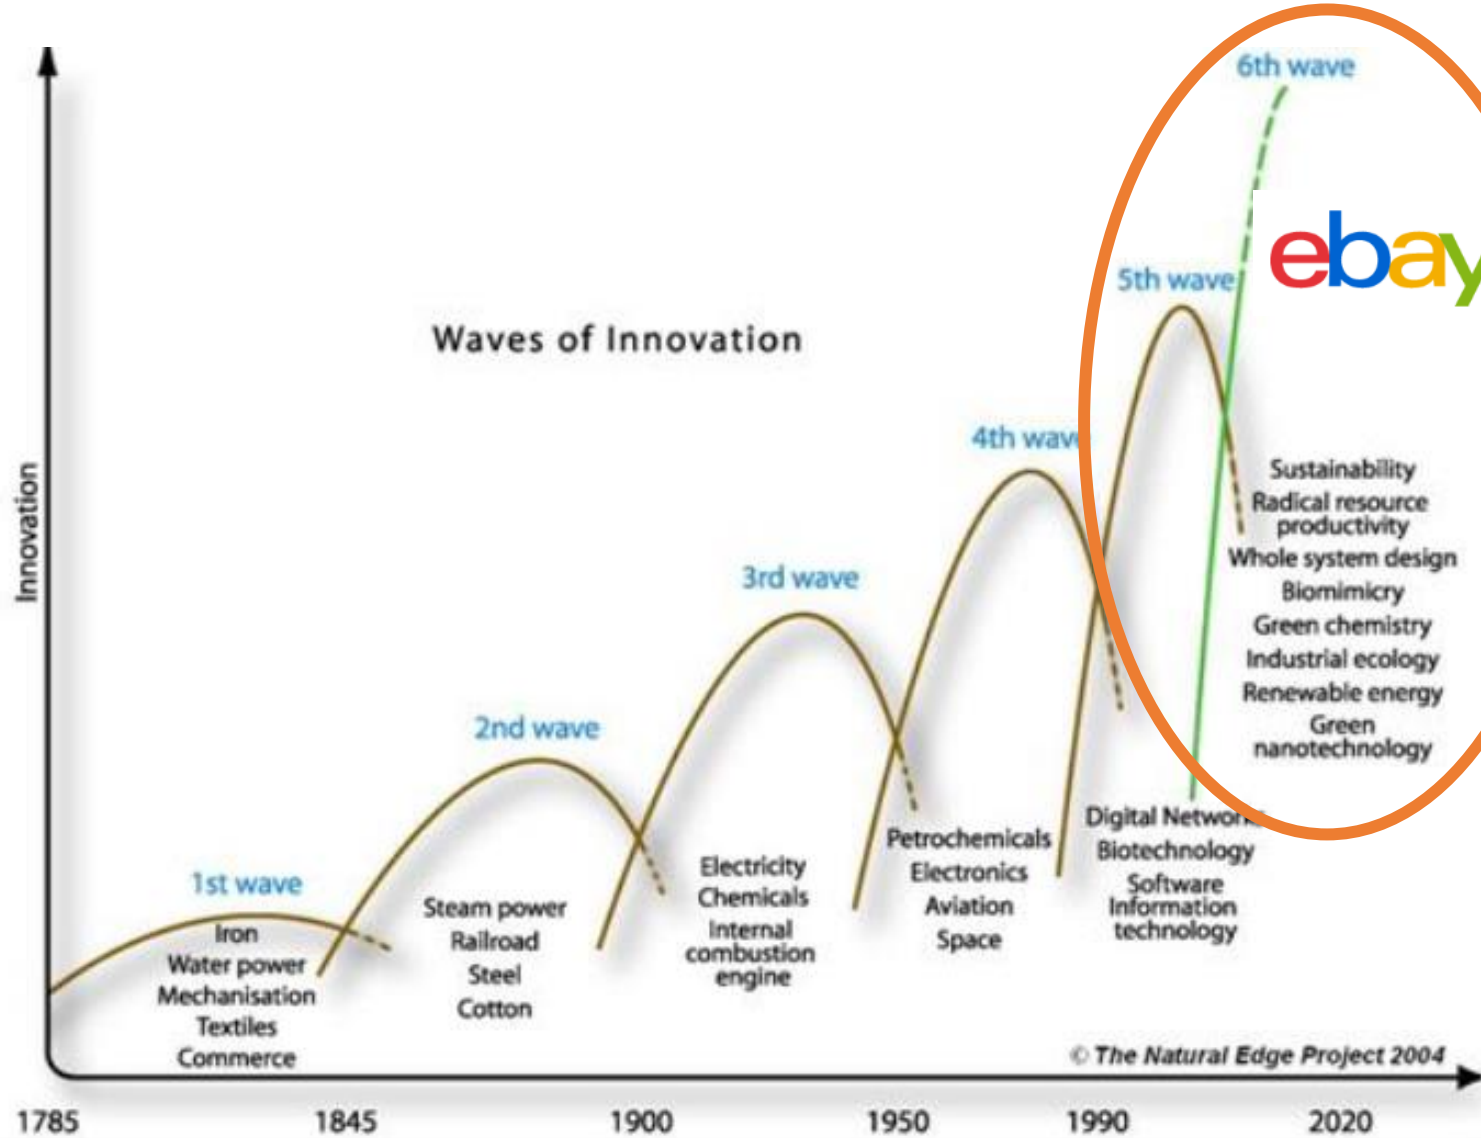 6th wave
ebay
5th wave
Waves of Innovation
4th wave
3rd wave
2nd wave
1st wave
Innovation
Iron
Water power
Mechanisation
Textiles
Commerce
Steam power
Railroad
Steel
Cotton
Electricity
Chemicals
Internal
combustion
engine
Petrochemicals
Electronics
Aviation
Space
Digital Networks
Biotechnology
Software
Information
technology
Sustainability
Radical resource
productivity
Whole system design
Biomimicry
Green chemistry
Industrial ecology
Renewable energy
Green
nanotechnology
© The Natural Edge Project 2004
1785 1845 1900 1950 1990 2020